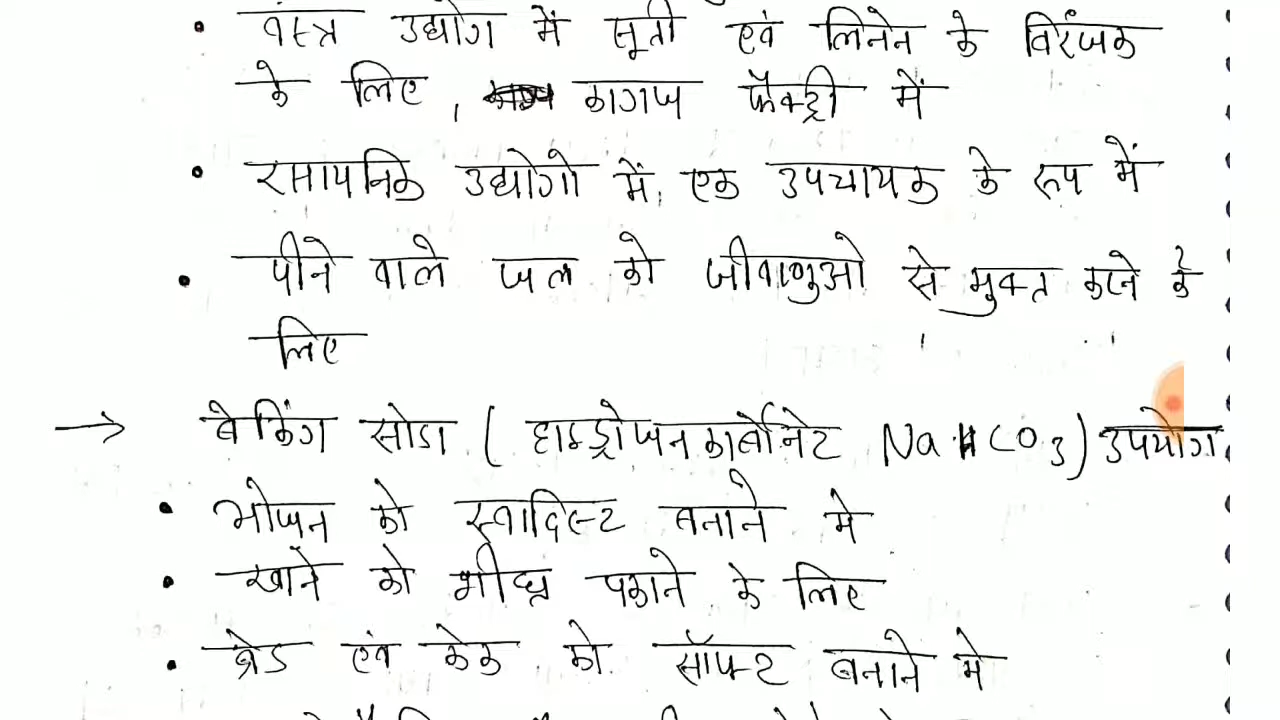 वस्त्र उद्योग में सूती एवं लिनेन के विरंजक
के लिए, कागज फैक्ट्री में
• रसायनिक उद्योगो में, एक उपचायक के रूप में
• पीने वाले जल को जीवाणुओ से मुक्त करने के
लिए
→ बेकिंग सोडा ( हाइड्रोजन कार्बोनेट NaHCO3) उपयोग
• भोजन को स्वादिस्ट बनाने मे
• खाने को शीघ्र पकाने के लिए
• ब्रेड एवं केक को सॉफ्ट बनाने मे